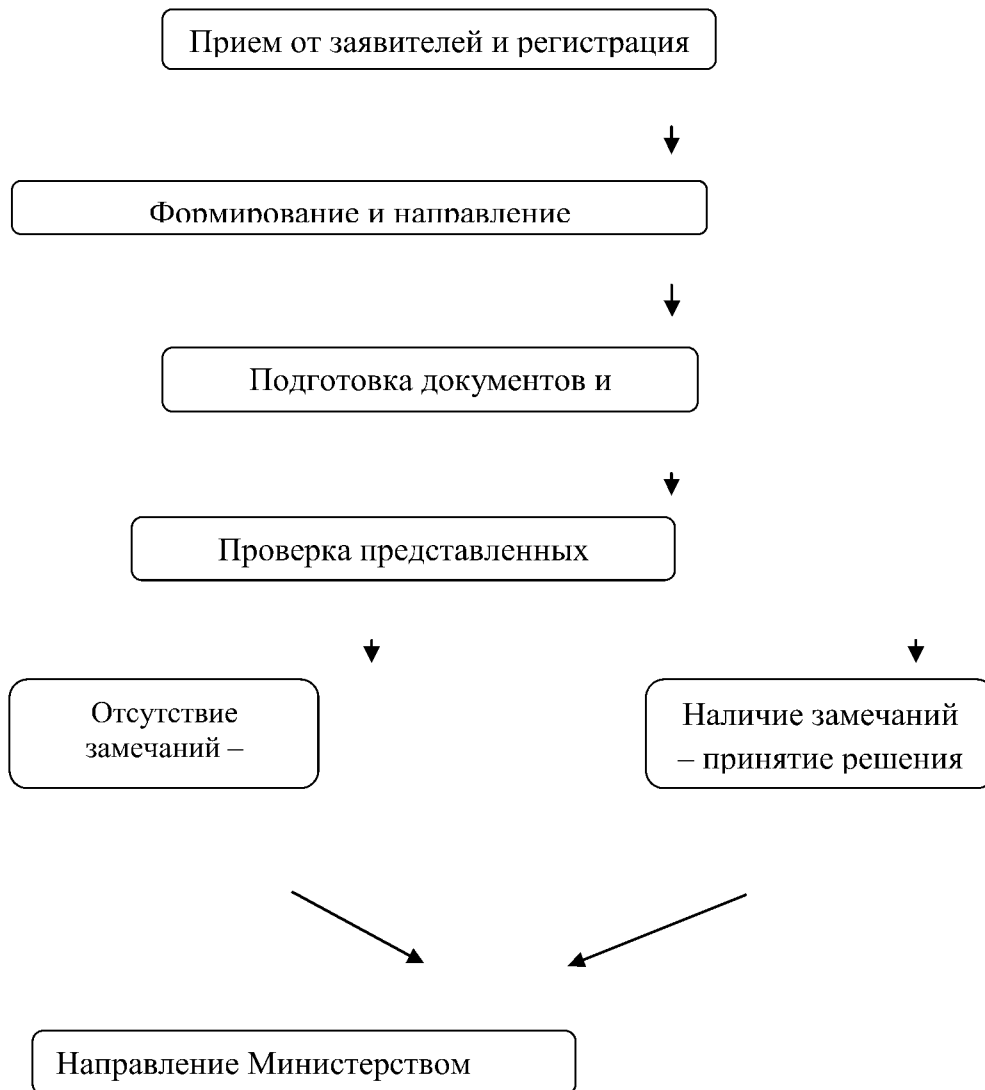 Прием от заявителей и регистрация
Формирование и направление
Подготовка документов и
Проверка представленных
Отсутствие
замечаний –
Наличие замечаний
– принятие решения
Направление Министерством